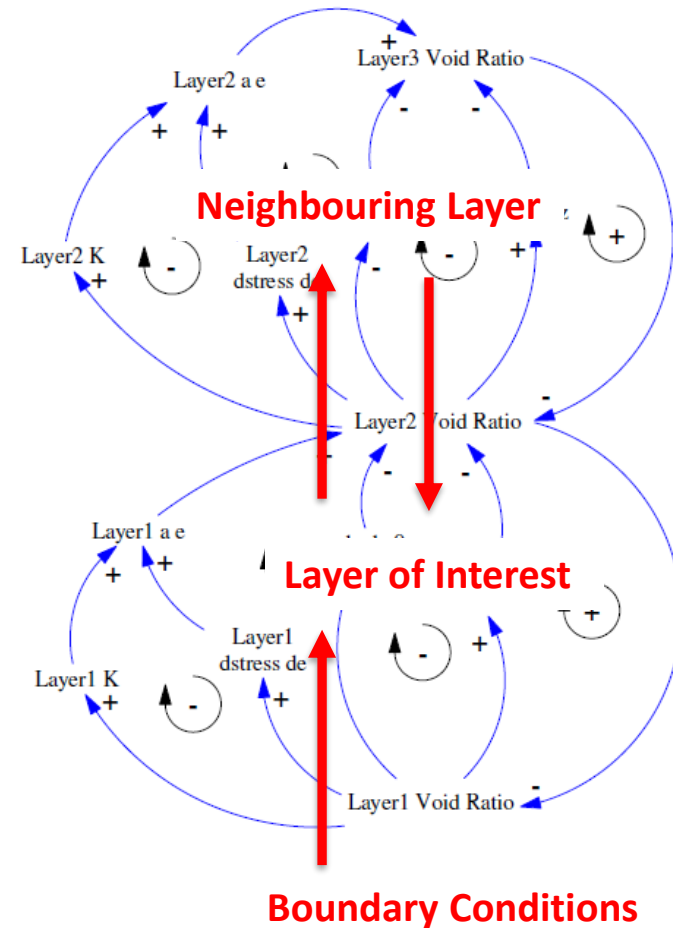 +
Layer3 Void Ratio
Layer2 a e
- -
+ +
Neighbouring Layer
z
+
Layer2 K
+
-
Layer2
dstress d
+
-
-
+
-
Layer2 Void Ratio
-
- -
Layer1 a e
+ +
Layer of Interest
+
Layer1
dstress de
-
+
Layer1 K
+
-
+
-
Layer1 Void Ratio
Boundary Conditions